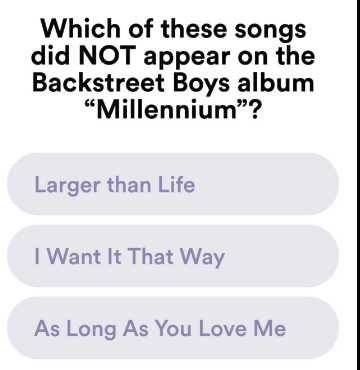 Which of these songs
did NOT appear on the
Backstreet Boys album
“Millennium”?
Larger than Life
I Want It That Way
As Long As You Love Me